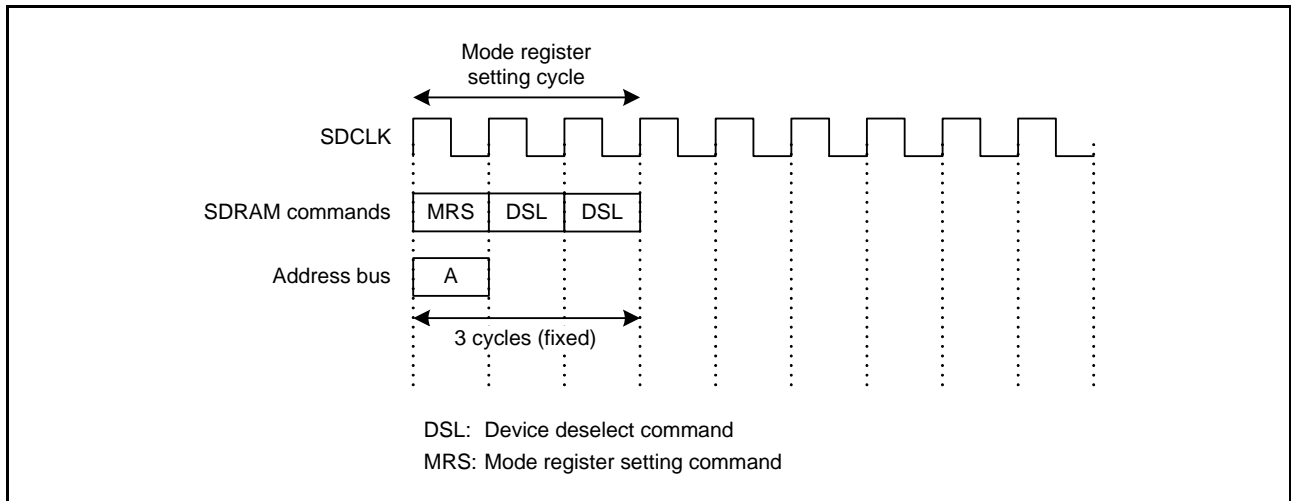 Mode register
setting cycle
SDCLK
SDRAM commands MRS DSL DSL
Address bus A
3 cycles (fixed)
DSL: Device deselect command
MRS: Mode register setting command